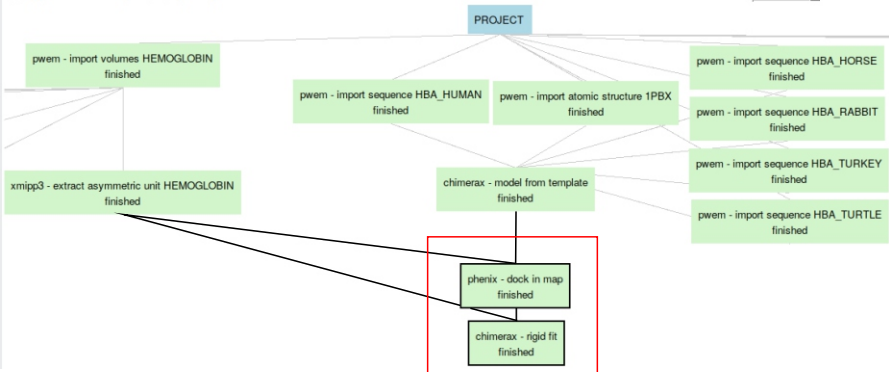 PROJECT
pwem - import volumes HEMOGLOBIN
finished
pwem - import sequence HBA_HUMAN
finished
pwem - import atomic structure 1PBX
finished
pwem - import sequence HBA_HORSE
finished
pwem - import sequence HBA_RABBIT
finished
pwem - import sequence HBA_TURKEY
finished
pwem - import sequence HBA_TURTLE
finished
xmipp3 - extract asymmetric unit HEMOGLOBIN
finished
chimerax - model from template
finished
phenix - dock in map
finished
chimerax - rigid fit
finished